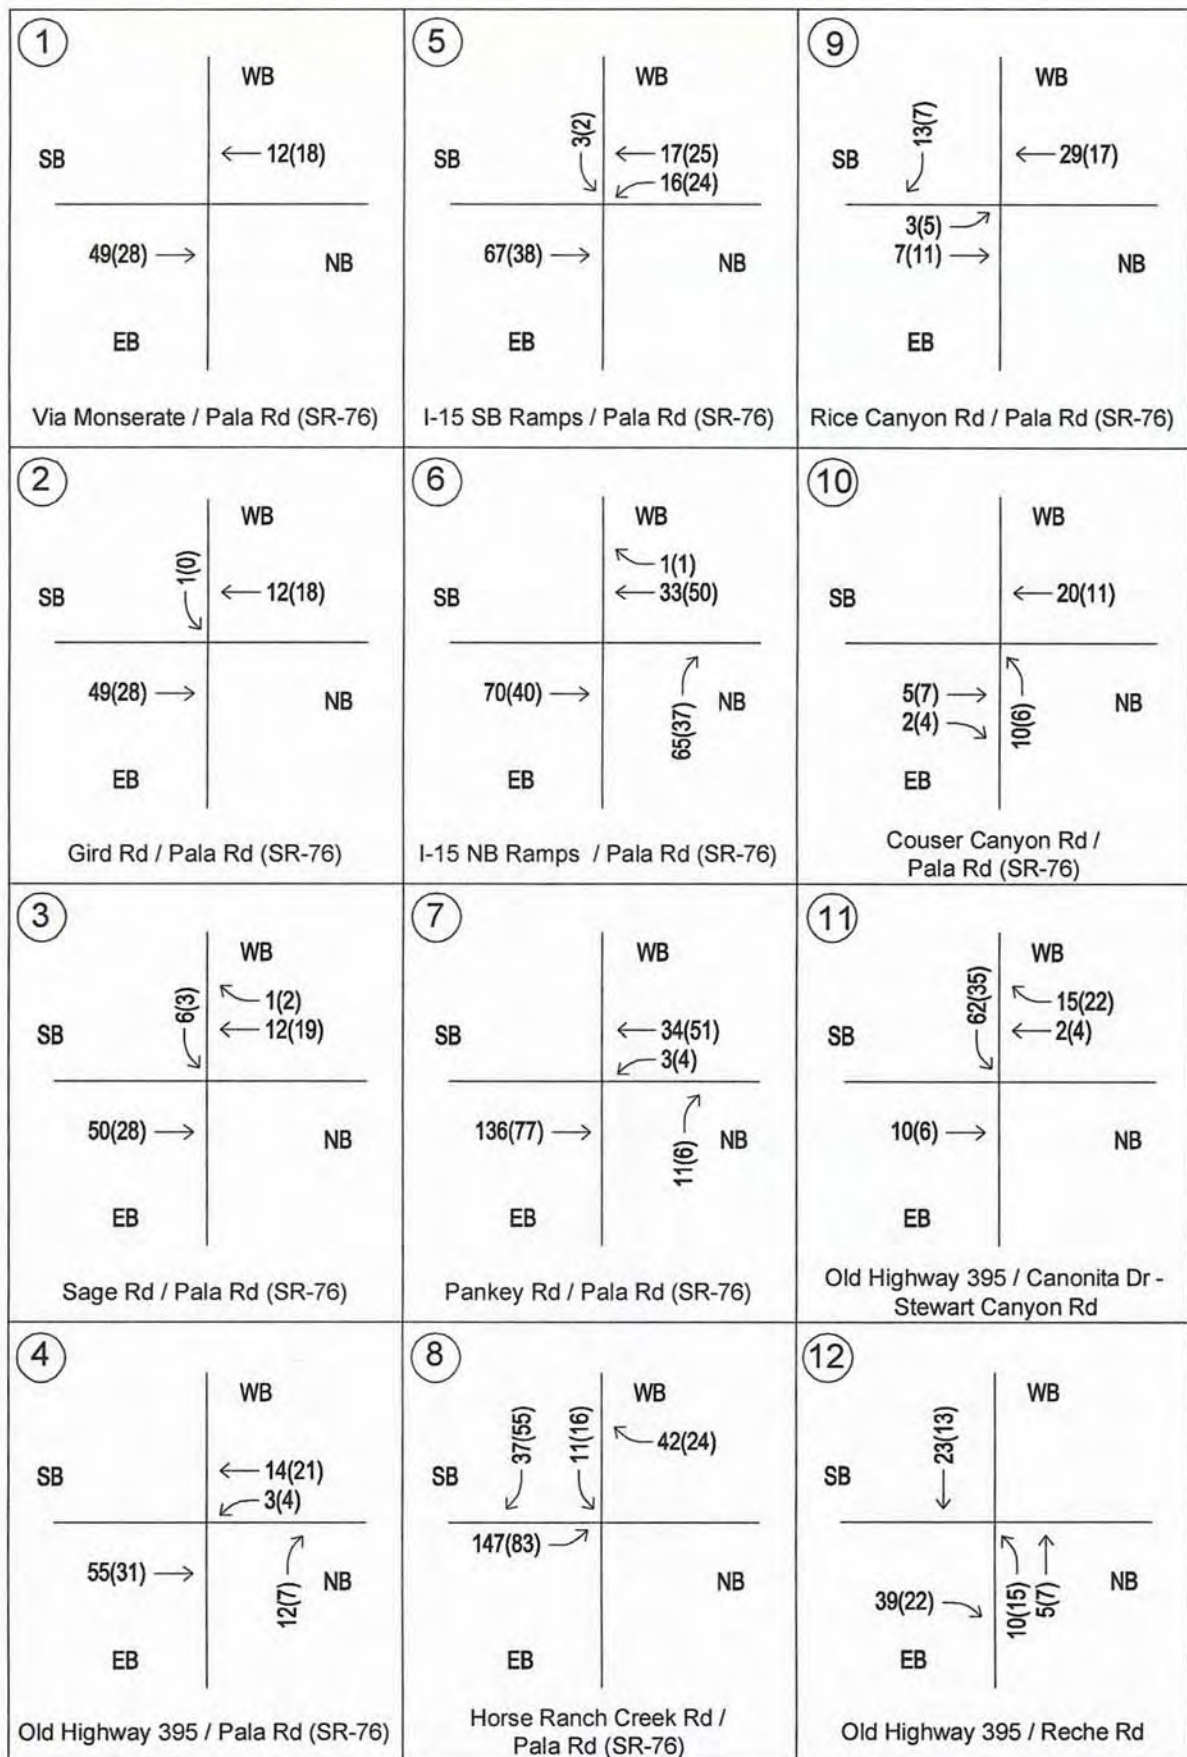 1
WB
SB
12(18)
49(28)
NB
EB
Via Monserate / Pala Rd (SR-76)
5
WB
3(2)
SB
17(25)
16(24)
67(38)
NB
EB
I-15 SB Ramps / Pala Rd (SR-76)
9
WB
13(7)
SB
29(17)
3(5)
7(11)
NB
EB
Rice Canyon Rd / Pala Rd (SR-76)
2
WB
1(0)
SB
12(18)
49(28)
NB
EB
Gird Rd / Pala Rd (SR-76)
6
WB
1(1)
SB
33(50)
70(40)
NB
65(37)
EB
I-15 NB Ramps / Pala Rd (SR-76)
10
WB
SB
20(11)
5(7)
2(4)
10(6)
NB
EB
Couser Canyon Rd /
Pala Rd (SR-76)
3
WB
6(3)
1(2)
SB
12(19)
50(28)
NB
EB
Sage Rd / Pala Rd (SR-76)
7
WB
SB
34(51)
3(4)
136(77)
11(6)
NB
EB
Pankey Rd / Pala Rd (SR-76)
11
WB
62(35)
15(22)
SB
2(4)
10(6)
NB
EB
Old Highway 395 / Canonita Dr -
Stewart Canyon Rd
4
WB
SB
14(21)
3(4)
55(31)
12(7)
NB
EB
Old Highway 395 / Pala Rd (SR-76)
8
WB
37(55)
11(16)
42(24)
SB
147(83)
NB
EB
Horse Ranch Creek Rd /
Pala Rd (SR-76)
12
WB
23(13)
SB
39(22)
10(15)
5(7)
NB
EB
Old Highway 395 / Reche Rd